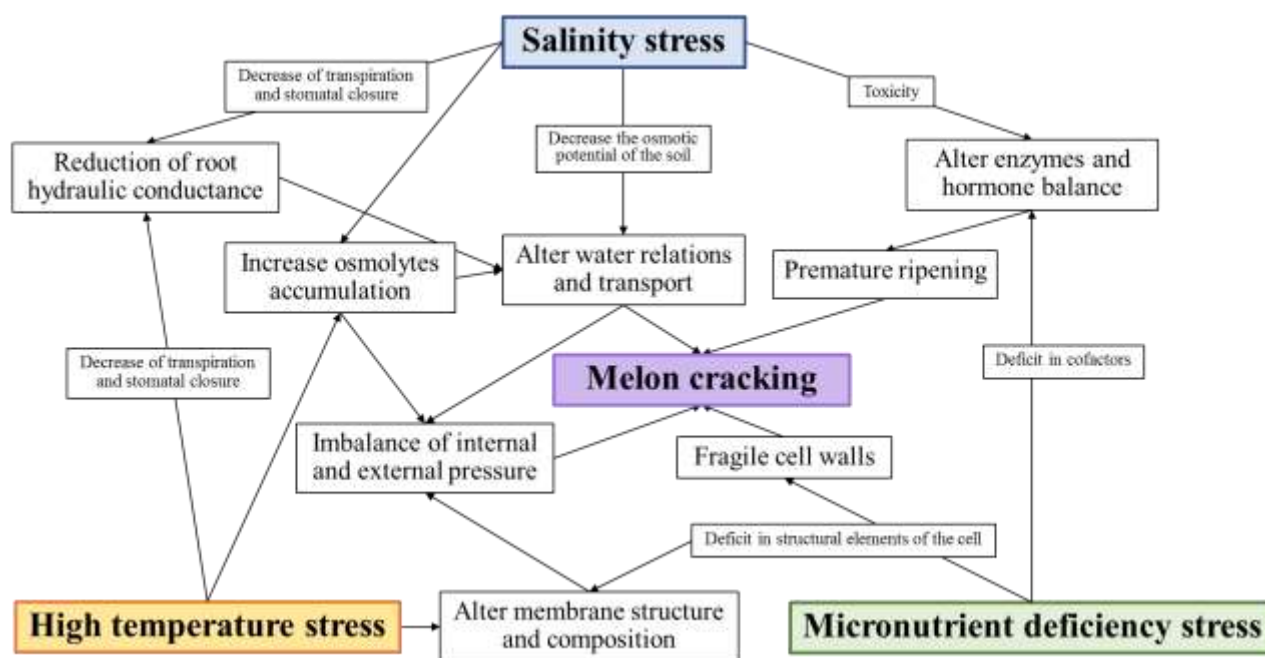 Salinity stress
Decrease of transpiration
and stomatal closure
Toxicity
Decrease the osmotic
potential of the soil
Reduction of root
hydraulic conductance
Alter enzymes and
hormone balance
Increase osmolytes
accumulation
Alter water relations
and transport
Premature ripening
Decrease of transpiration
and stomatal closure
Deficit in cofactors
Melon cracking
Imbalance of internal
and external pressure
Fragile cell walls
Deficit in structural elements of the cell
High temperature stress
Alter membrane structure
and composition
Micronutrient deficiency stress